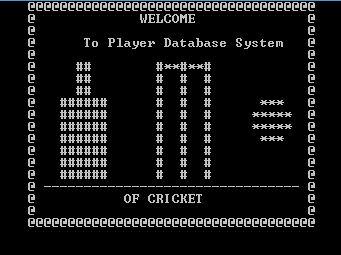 WELCOME
To Player Database System
OF CRICKET